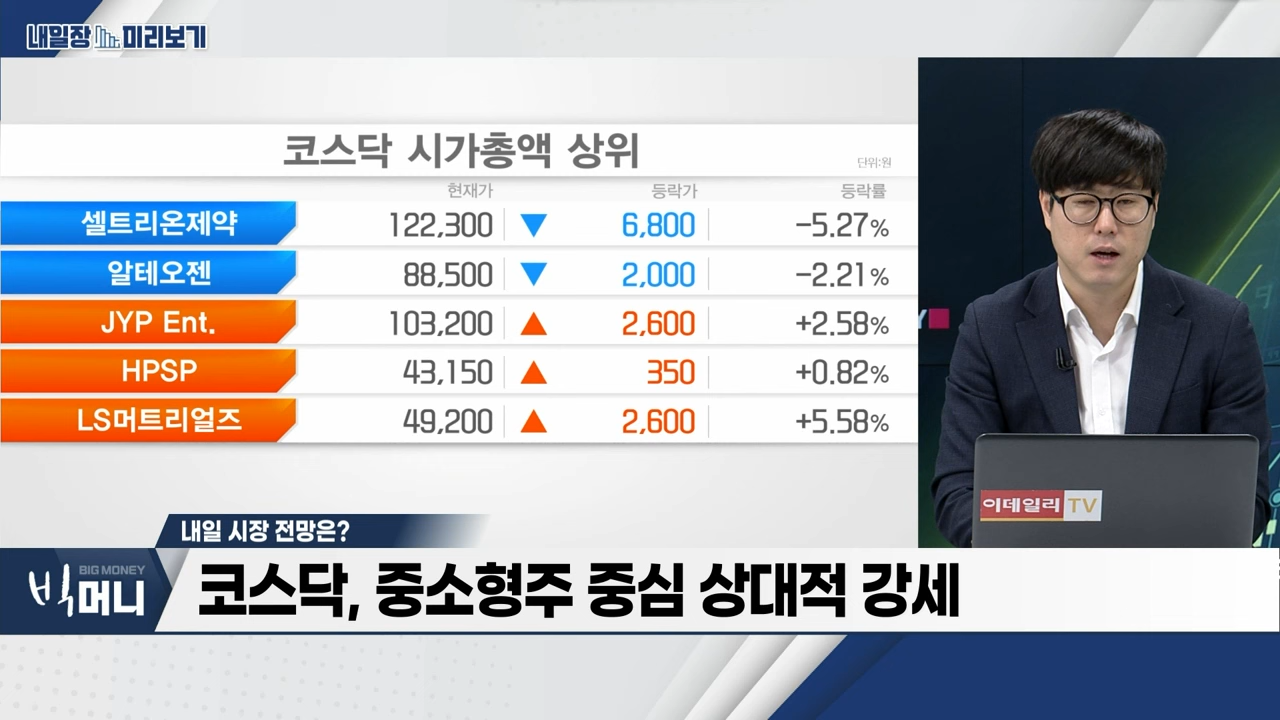 내일장 미리보기
코스닥 시가총액 상위
단위:원
현재가 등락가 등락률
셀트리온제약 122,300 ▼ 6,800 -5.27%
알테오젠 88,500 ▼ 2,000 -2.21%
JYP Ent. 103,200 ▲ 2,600 +2.58%
HPSP 43,150 ▲ 350 +0.82%
LS머트리얼즈 49,200 ▲ 2,600 +5.58%
Y
이데일리 TV
내일 시장 전망은?
BIG MONEY
빅머니
코스닥, 중소형주 중심 상대적 강세